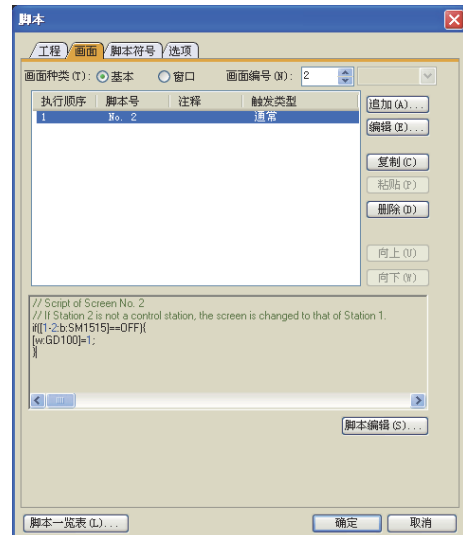 脚本
工程 画面 脚本符号 选项
画面种类(T): 基本 窗口 画面编号(N): 2
执行顺序 脚本号 注释 触发类型
1 No. 2 通常
追加(A)...
编辑(E)...
复制(C)
粘贴(P)
删除(D)
向上(U)
向下(W)
// Script of Screen No. 2
// If Station 2 is not a control station, the screen is changed to that of Station 1.
if([1-2:b:SM1515]==OFF){
[w:GD100]=1;
}
脚本编辑(S)...
脚本一览表(L)... 确定 取消